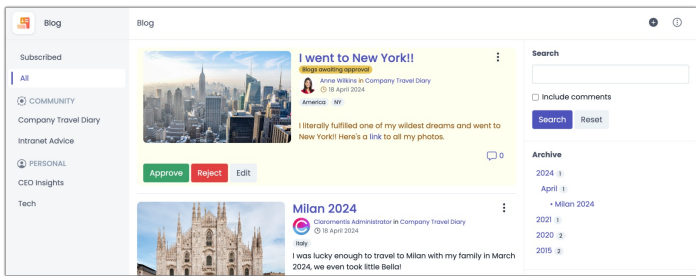 Blog
Blog
Subscribed
All
COMMUNITY
Company Travel Diary
Intranet Advice
PERSONAL
CEO Insights
Tech
I went to New York!!
Blogs awaiting approval
Anne Wilkins in Company Travel Diary
18 April 2024
America NY
I literally fulfilled one of my wildest dreams and went to
New York!! Here's a link to all my photos.
0
Approve Reject Edit
Milan 2024
Claromentis Administrator in Company Travel Diary
18 April 2024
Italy
I was lucky enough to travel to Milan with my family in March
2024, we even took little Bella!
Search
Include comments
Search Reset
Archive
2024 1
April 1
• Milan 2024
2021 1
2020 2
2015 2